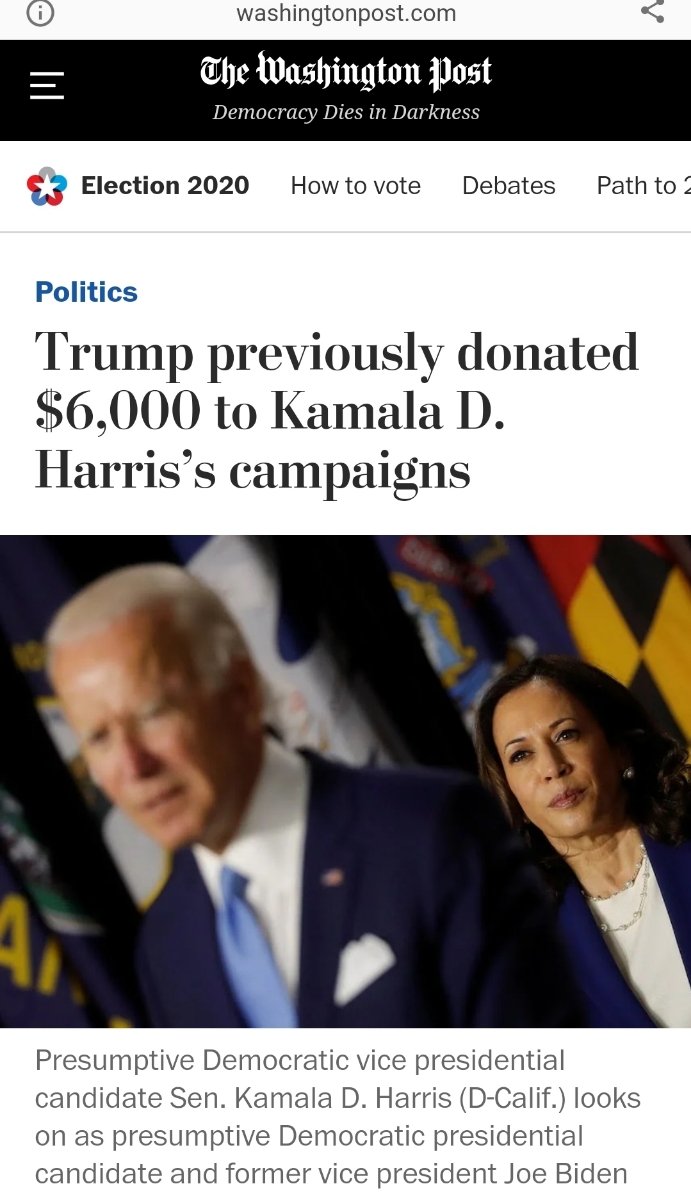 washingtonpost.com
The Washington Post
Democracy Dies in Darkness
Election 2020 How to vote Debates Path to 2
Politics
Trump previously donated
$6,000 to Kamala D.
Harris’s campaigns
Presumptive Democratic vice presidential
candidate Sen. Kamala D. Harris (D-Calif.) looks
on as presumptive Democratic presidential
candidate and former vice president Joe Biden